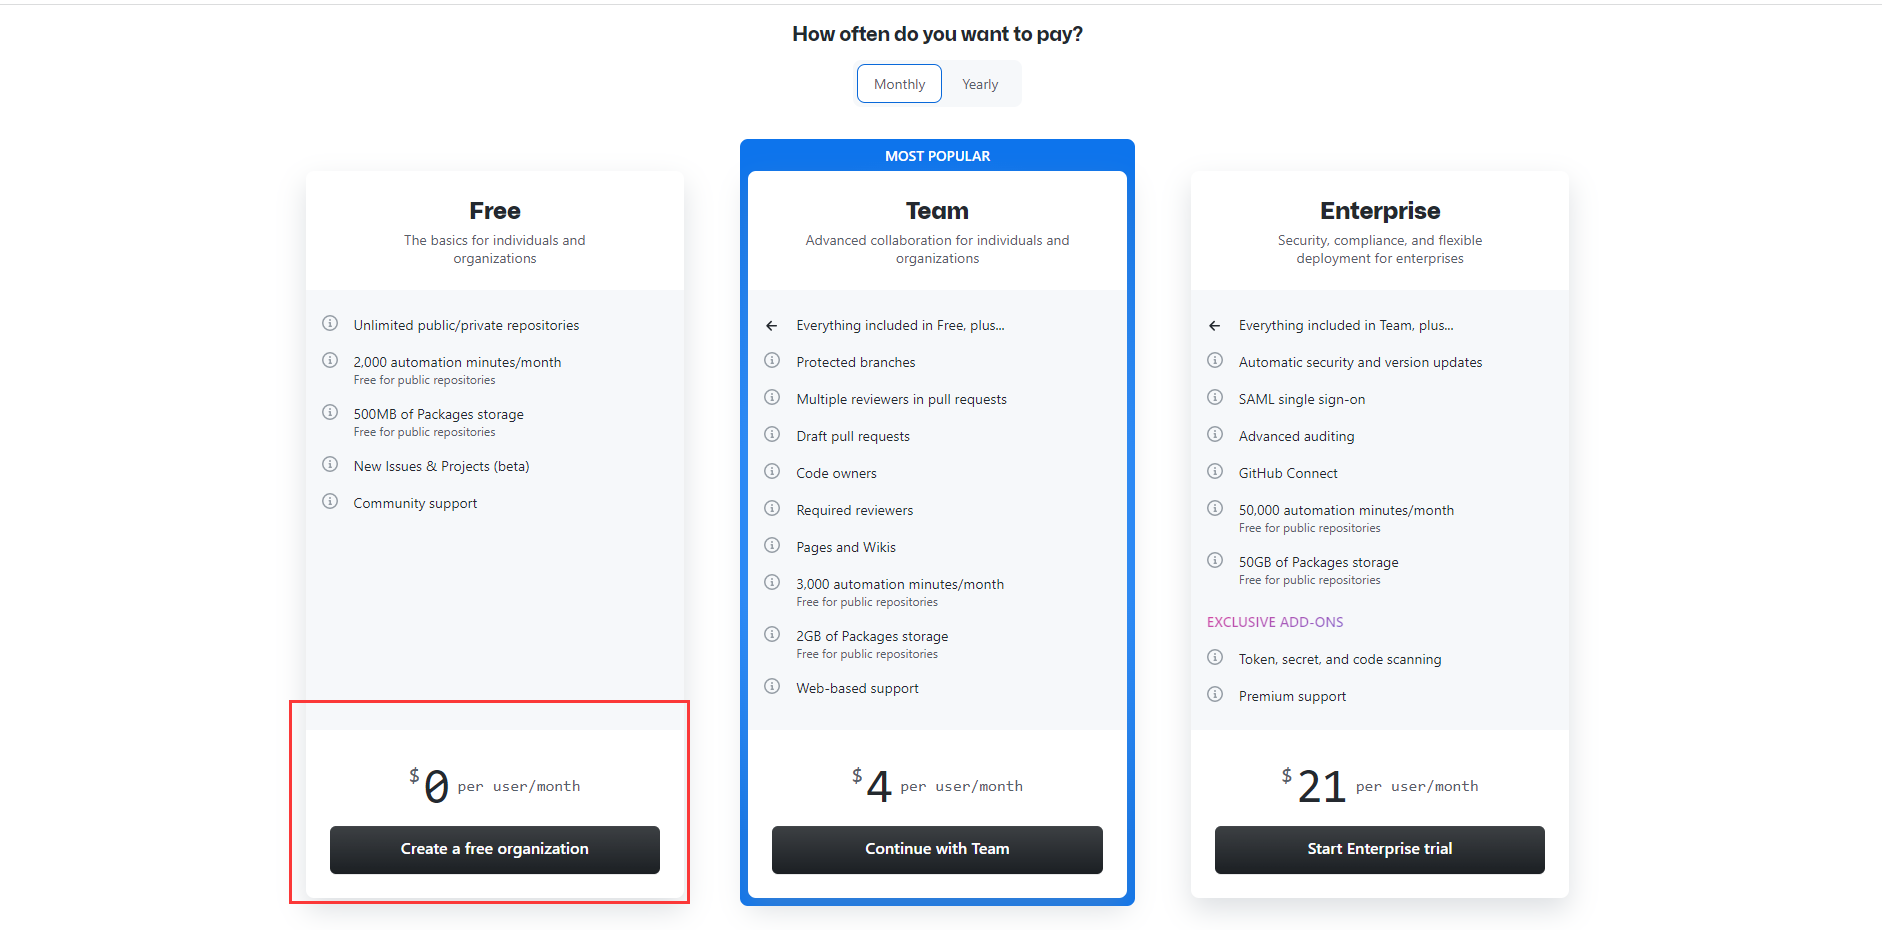 How often do you want to pay?
Monthly
Yearly
Free
The basics for individuals and
organizations
Unlimited public/private repositories
2,000 automation minutes/month
Free for public repositories
500MB of Packages storage
Free for public repositories
New Issues & Projects (beta)
Community support
$0 per user/month
Create a free organization
MOST POPULAR
Team
Advanced collaboration for individuals and
organizations
Everything included in Free, plus...
Protected branches
Multiple reviewers in pull requests
Draft pull requests
Code owners
Required reviewers
Pages and Wikis
3,000 automation minutes/month
Free for public repositories
2GB of Packages storage
Free for public repositories
Web-based support
$4 per user/month
Continue with Team
Enterprise
Security, compliance, and flexible
deployment for enterprises
Everything included in Team, plus...
Automatic security and version updates
SAML single sign-on
Advanced auditing
GitHub Connect
50,000 automation minutes/month
Free for public repositories
50GB of Packages storage
Free for public repositories
EXCLUSIVE ADD-ONS
Token, secret, and code scanning
Premium support
$21 per user/month
Start Enterprise trial